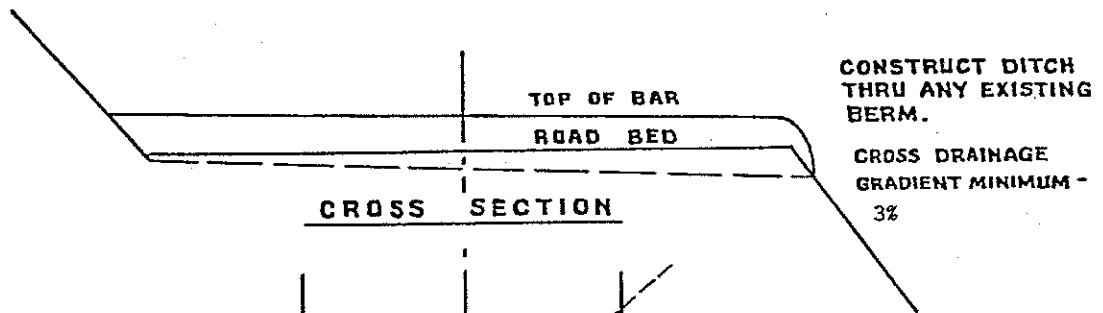 TOP OF BAR
ROAD BED
CROSS SECTION
CONSTRUCT DITCH
THRU ANY EXISTING
BERM.
CROSS DRAINAGE
GRADIENT MINIMUM -
3%